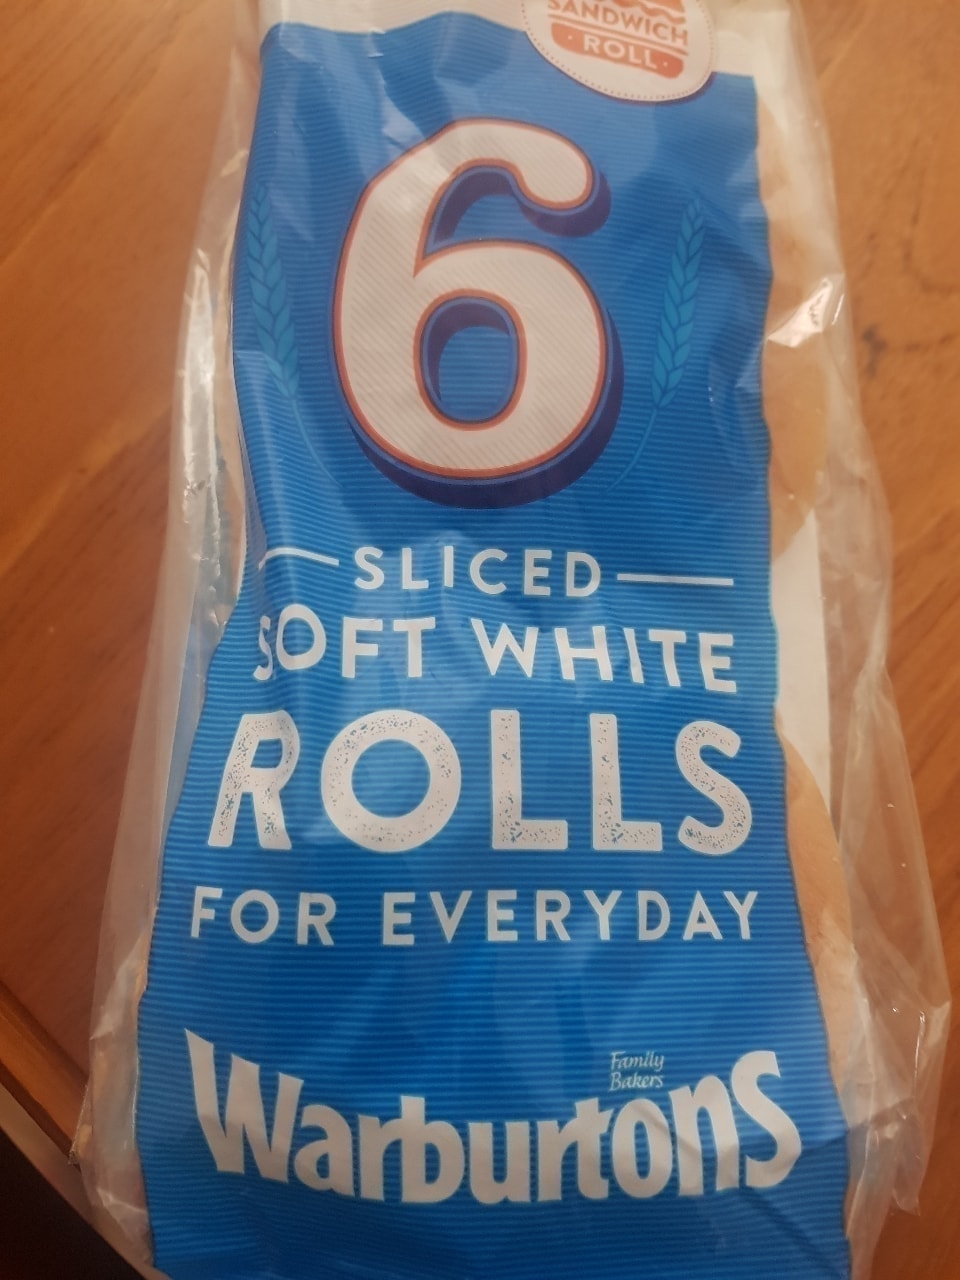 SANDWICH
ROLL
6
SLICED
SOFT WHITE
ROLLS
FOR EVERYDAY
Family
Bakers
Warburtons